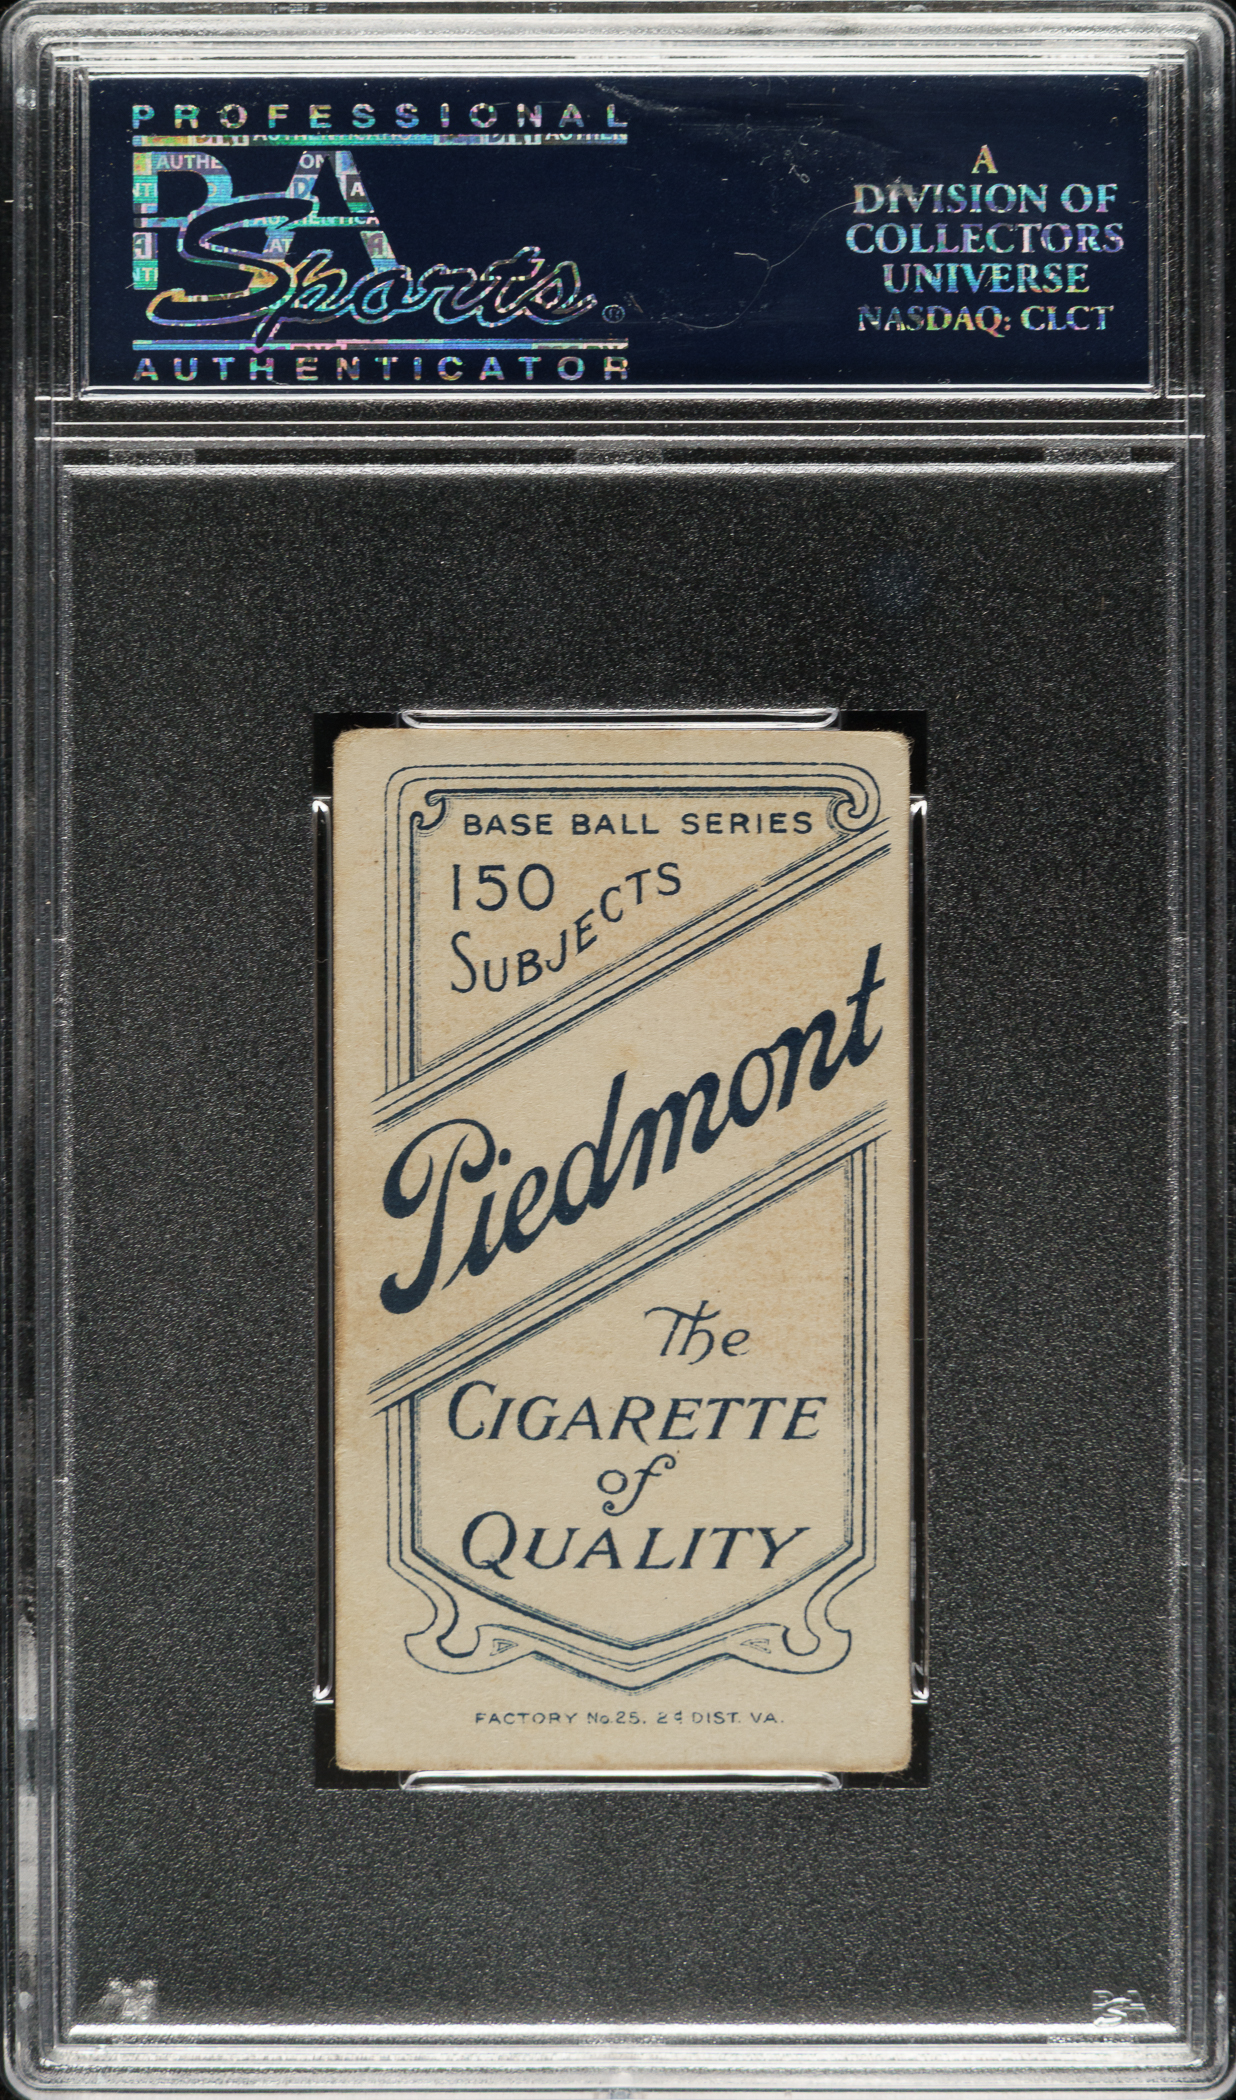 PROFESSIONAL
PSA
Sports ®
AUTHENTICATOR
A
DIVISION OF
COLLECTORS
UNIVERSE
NASDAQ: CLCT
BASE BALL SERIES
150
SUBJECTS
Piedmont
The
CIGARETTE
of
QUALITY
FACTORY No. 25. 2d DIST. VA.
PSA